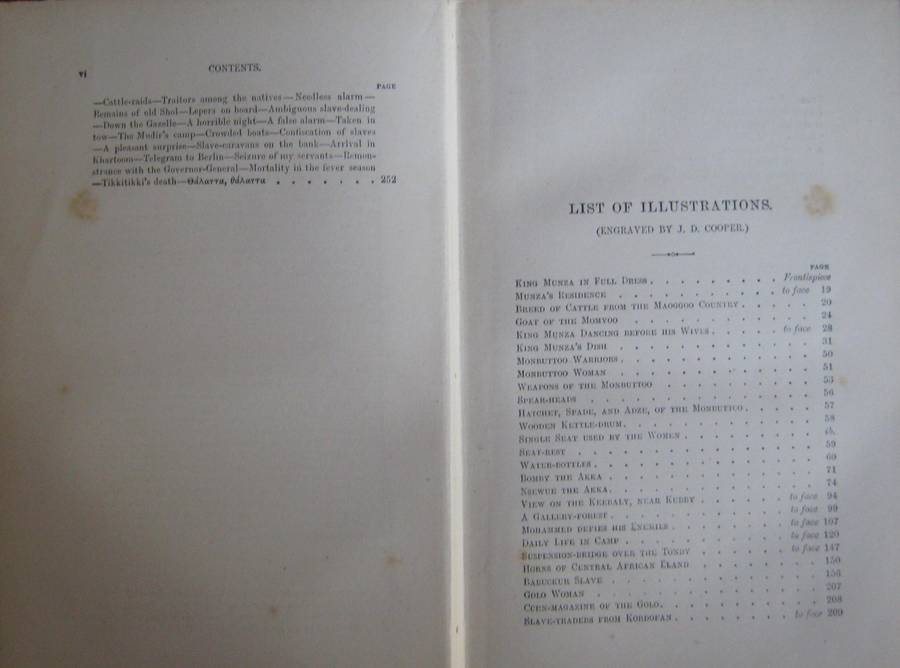 vi CONTENTS.
PAGE
—Cattle-raids—Traitors among the natives—Needless alarm—
Remains of old Shol—Lepers on board—Ambiguous slave-dealing
—Down the Gazelle—A horrible night—A false alarm—Taken in
tow—The Mudir's camp—Crowded boats—Confiscation of slaves
—A pleasant surprise—Slave-caravans on the bank—Arrival in
Khartoom—Telegram to Berlin—Seizure of my servants—Remon-
strance with the Governor-General—Mortality in the fever season
—Tikkitikki's death—Θάλαττα, θάλαττα . . . . . . . 252
LIST OF ILLUSTRATIONS.
(ENGRAVED BY J. D. COOPER.)
PAGE
King Munza in Full Dress . . . . . . . . Frontispiece
Munza's Residence . . . . . . . . . to face 19
Breed of Cattle from the Maoggoo Country . . . . . 20
Goat of the Momvoo . . . . . . . . . . 24
King Munza Dancing before his Wives . . . . to face 28
King Munza's Dish . . . . . . . . . . 31
Monbuttoo Warriors . . . . . . . . . . 50
Monbuttoo Woman . . . . . . . . . . 51
Weapons of the Monbuttoo . . . . . . . . 53
Spear-heads . . . . . . . . . . . 56
Hatchet, Spade, and Adze, of the Monbuttoo . . . . . 57
Wooden Kettle-drum . . . . . . . . . . 58
Single Seat used by the Women . . . . . . . . ib.
Seat-rest . . . . . . . . . . . 59
Water-bottles . . . . . . . . . . . 60
Bomby the Akka . . . . . . . . . . 71
Nsewue the Akka . . . . . . . . . . 74
View on the Keebaly, near Kubby . . . . . to face 94
A Gallery-forest . . . . . . . . . to face 99
Mohammed defies his Enemies . . . . . . to face 107
Daily Life in Camp . . . . . . . . to face 120
Suspension-bridge over the Tondy . . . . . to face 147
Horns of Central African Eland . . . . . . . 150
Babuckur Slave . . . . . . . . . . 156
Golo Woman . . . . . . . . . . . 207
Corn-magazine of the Golo . . . . . . . . 208
Slave-traders from Kordofan . . . . . . to face 209